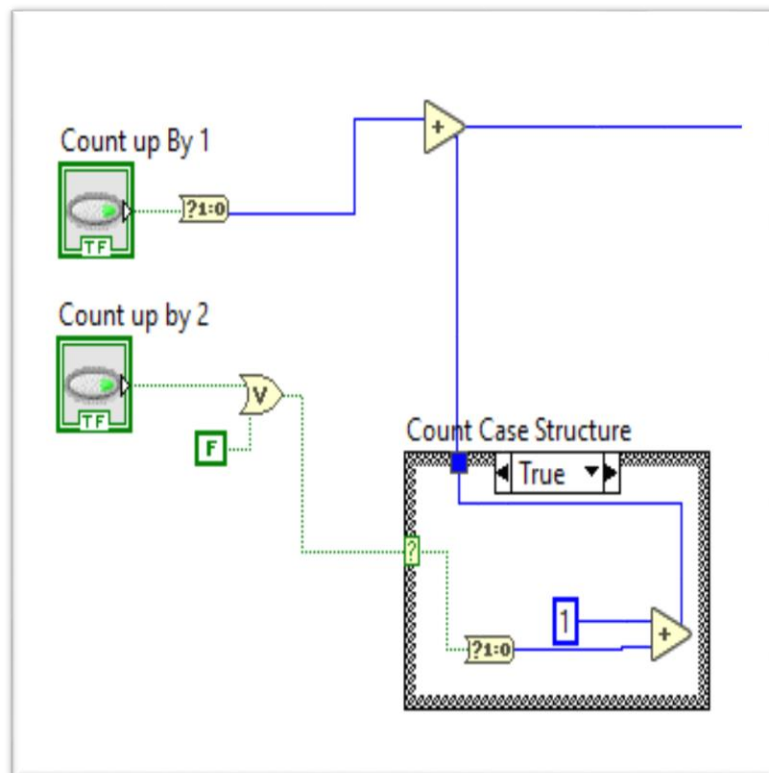 Count up By 1
+
?1:0
TF
Count up by 2
V
TF
F
Count Case Structure
True
?
1
+
?1:0